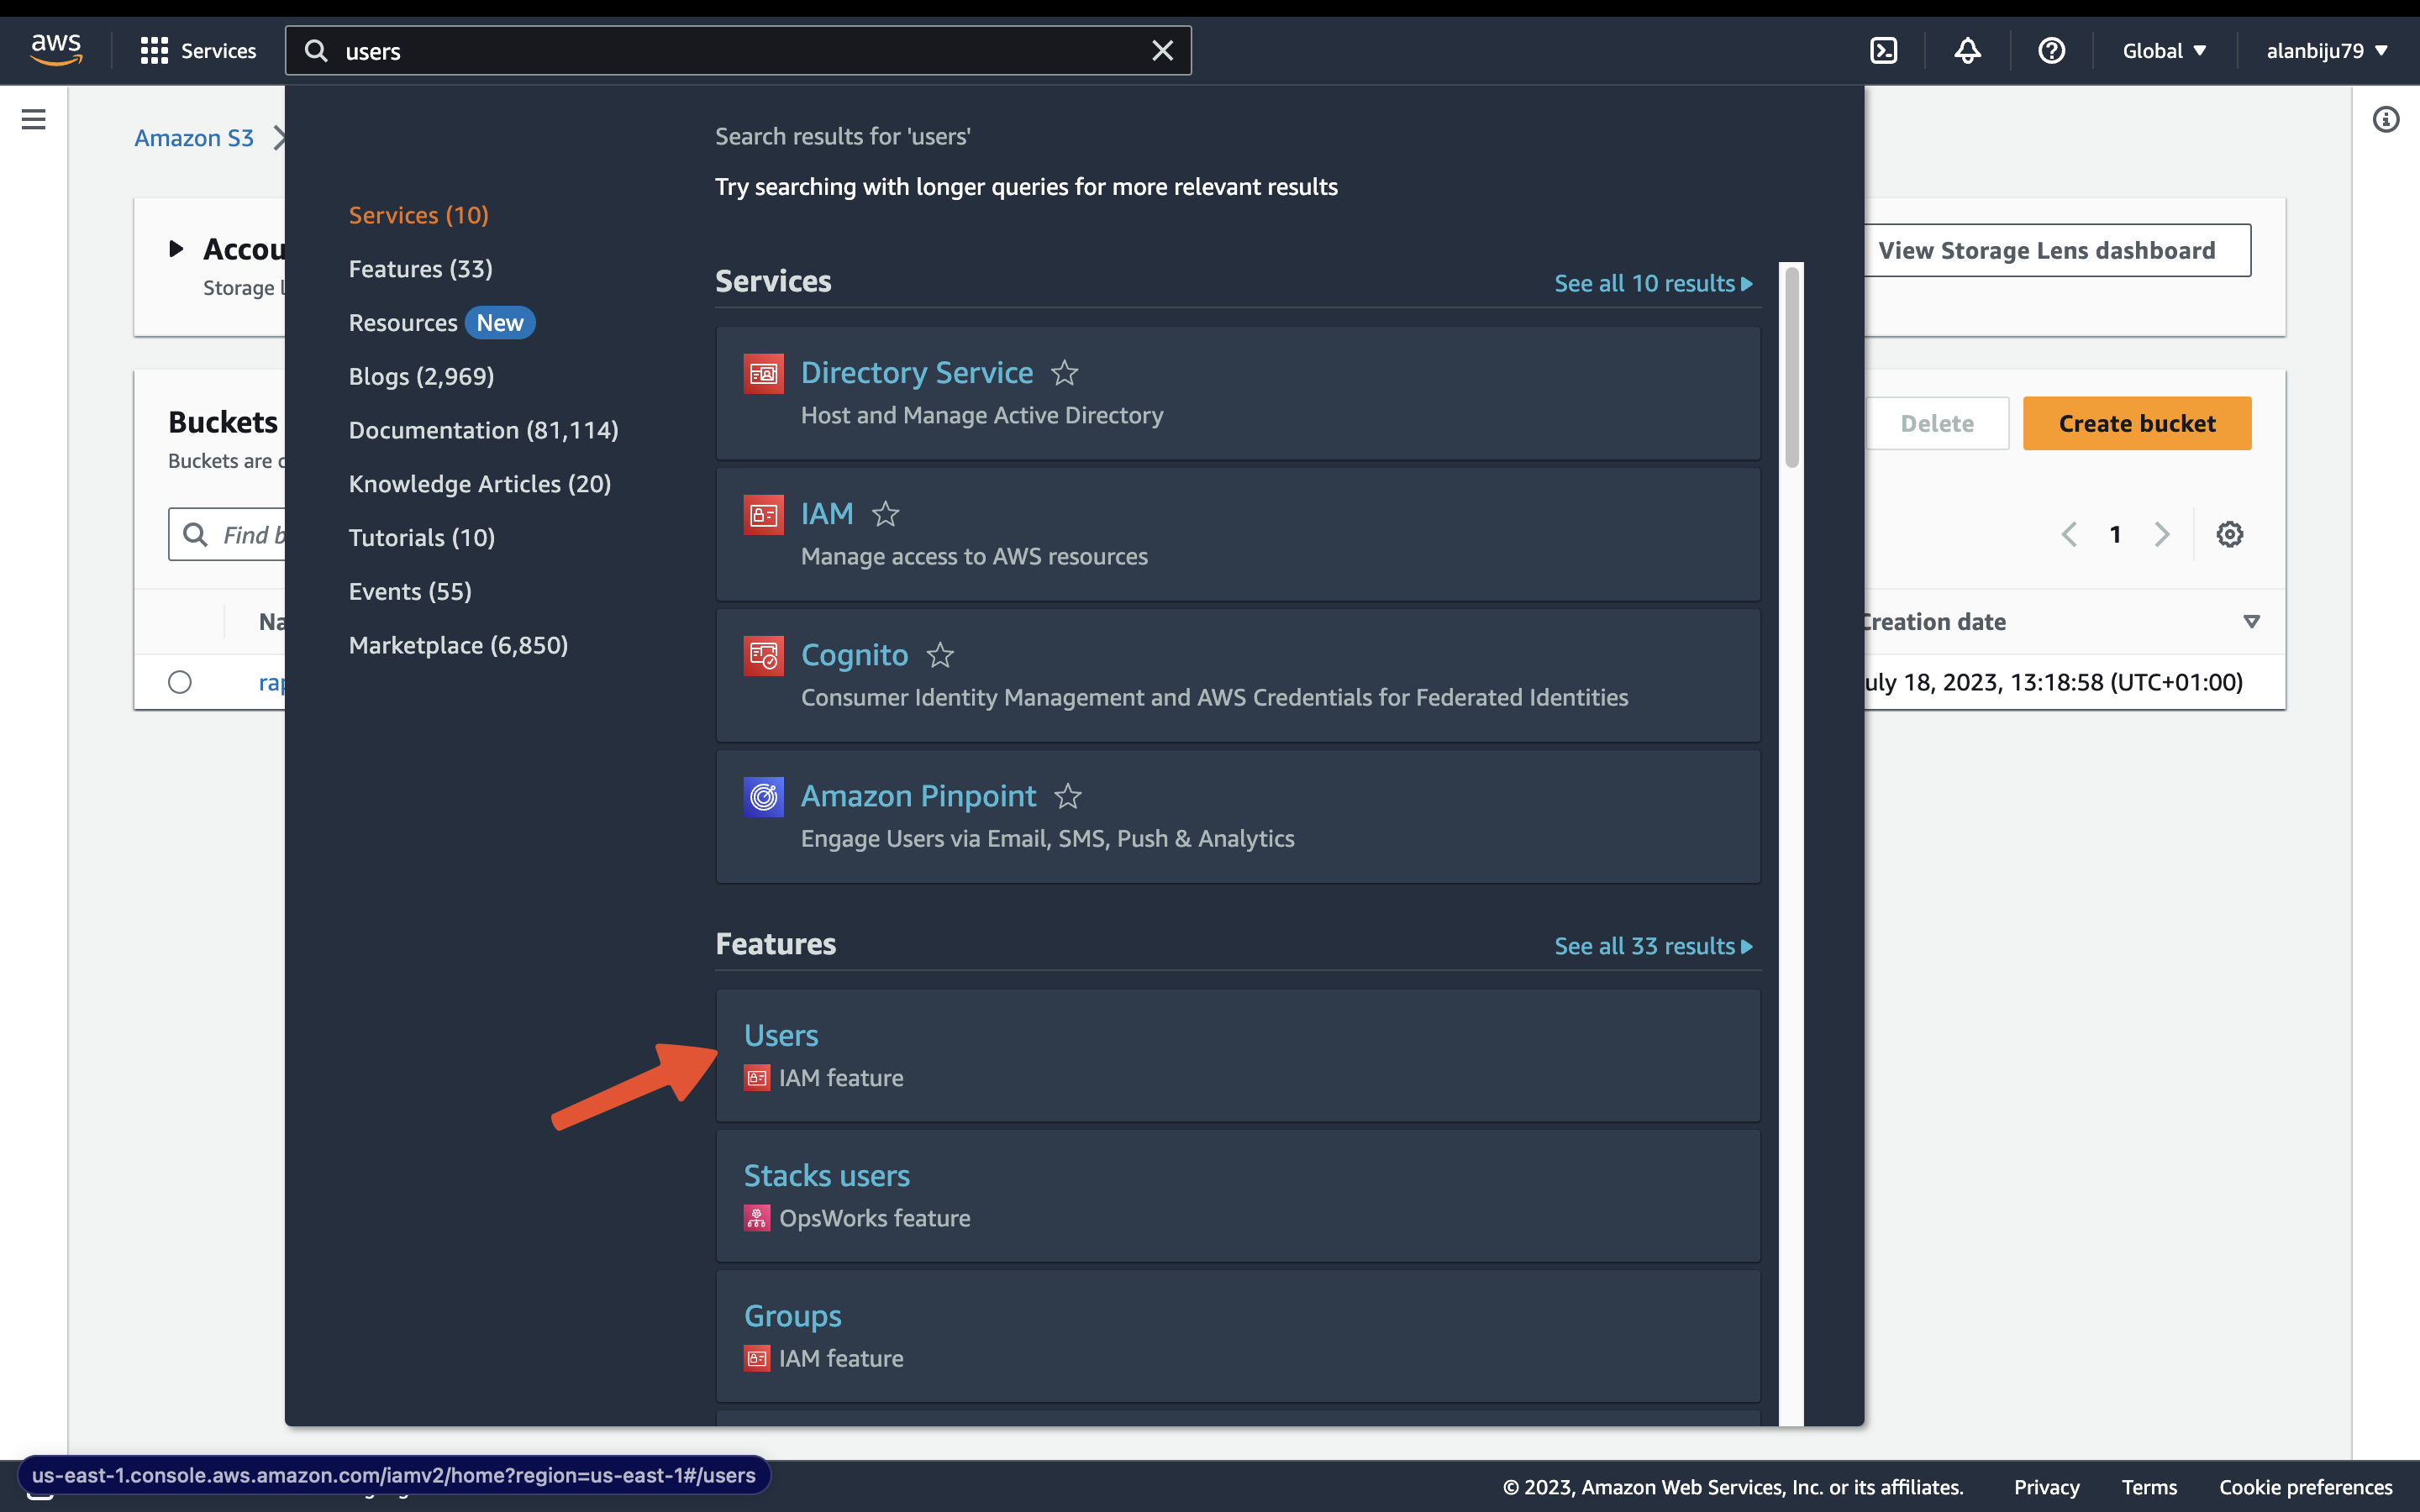 aws
Services
users
Global
alanbiju79
Amazon S3
Accou
Storage l
View Storage Lens dashboard
Buckets
Buckets are c
Find b
Delete
Create bucket
1
Na
Creation date
rap
uly 18, 2023, 13:18:58 (UTC+01:00)
Services (10)
Features (33)
Resources New
Blogs (2,969)
Documentation (81,114)
Knowledge Articles (20)
Tutorials (10)
Events (55)
Marketplace (6,850)
Search results for 'users'
Try searching with longer queries for more relevant results
Services
See all 10 results
Directory Service
Host and Manage Active Directory
IAM
Manage access to AWS resources
Cognito
Consumer Identity Management and AWS Credentials for Federated Identities
Amazon Pinpoint
Engage Users via Email, SMS, Push & Analytics
Features
See all 33 results
Users
IAM feature
Stacks users
OpsWorks feature
Groups
IAM feature
us-east-1.console.aws.amazon.com/iamv2/home?region=us-east-1#/users
© 2023, Amazon Web Services, Inc. or its affiliates.
Privacy
Terms
Cookie preferences